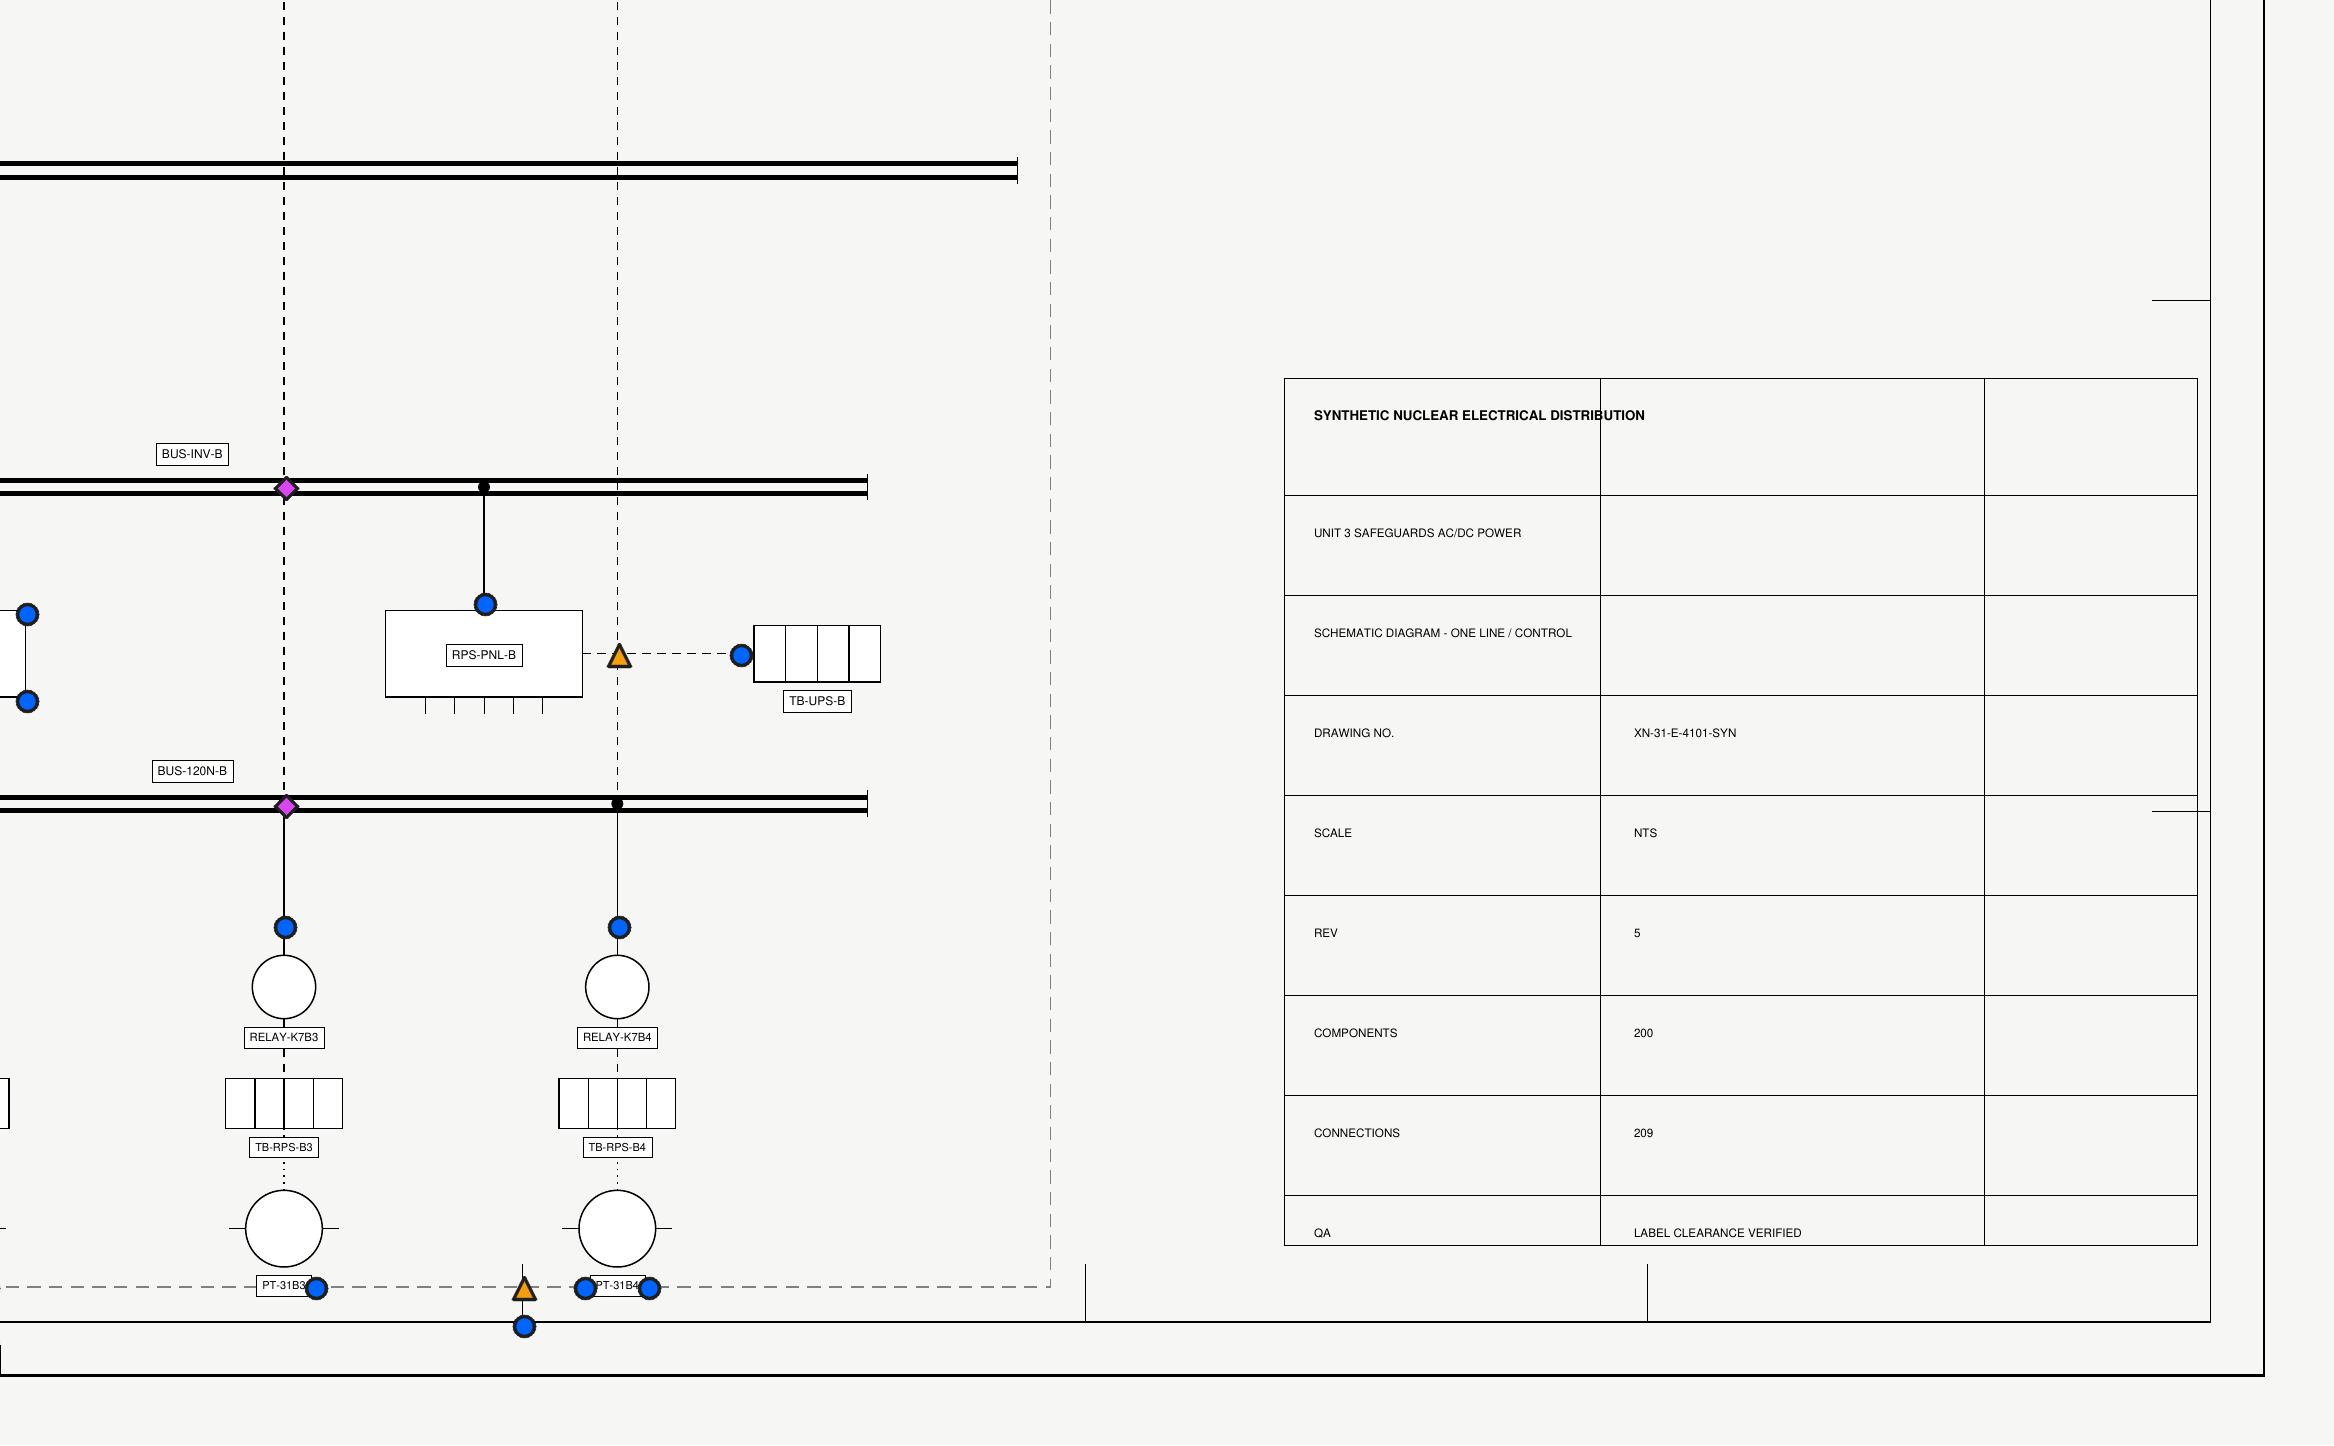 BUS-INV-B
RPS-PNL-B
TB-UPS-B
BUS-120N-B
RELAY-K7B3
RELAY-K7B4
TB-RPS-B3
TB-RPS-B4
PT-31B3
PT-31B4
SYNTHETIC NUCLEAR ELECTRICAL DISTRIBUTION
UNIT 3 SAFEGUARDS AC/DC POWER
SCHEMATIC DIAGRAM - ONE LINE / CONTROL
DRAWING NO. XN-31-E-4101-SYN
SCALE NTS
REV 5
COMPONENTS 200
CONNECTIONS 209
QA LABEL CLEARANCE VERIFIED